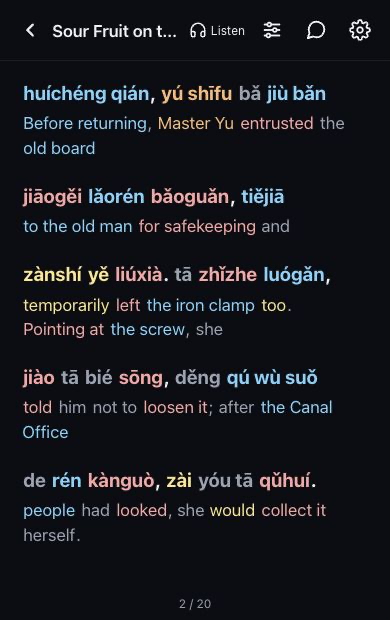 Sour Fruit on t... Listen
huíchéng qián, yú shīfu bǎ jiù bǎn
Before returning, Master Yu entrusted the
old board
jiāogěi lǎorén bǎoguǎn, tiějiā
to the old man for safekeeping and
zànshí yě liúxià. tā zhǐzhe luógǎn,
temporarily left the iron clamp too.
Pointing at the screw, she
jiào tā bié sōng, děng qú wù suǒ
told him not to loosen it; after the Canal
Office
de rén kànguò, zài yóu tā qǔhuí.
people had looked, she would collect it
herself.
2 / 20